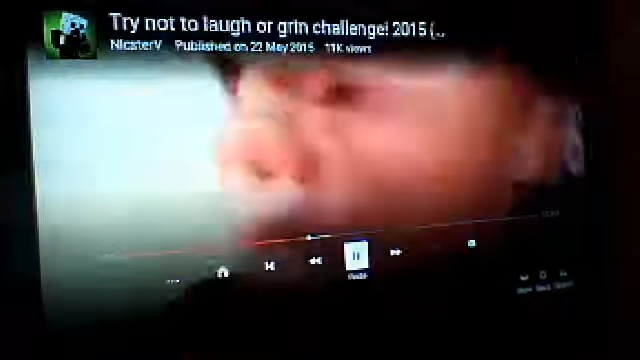 Try not to laugh or grin challenge! 2015 (...
NicsterV Published on 22 May 2015 11K views